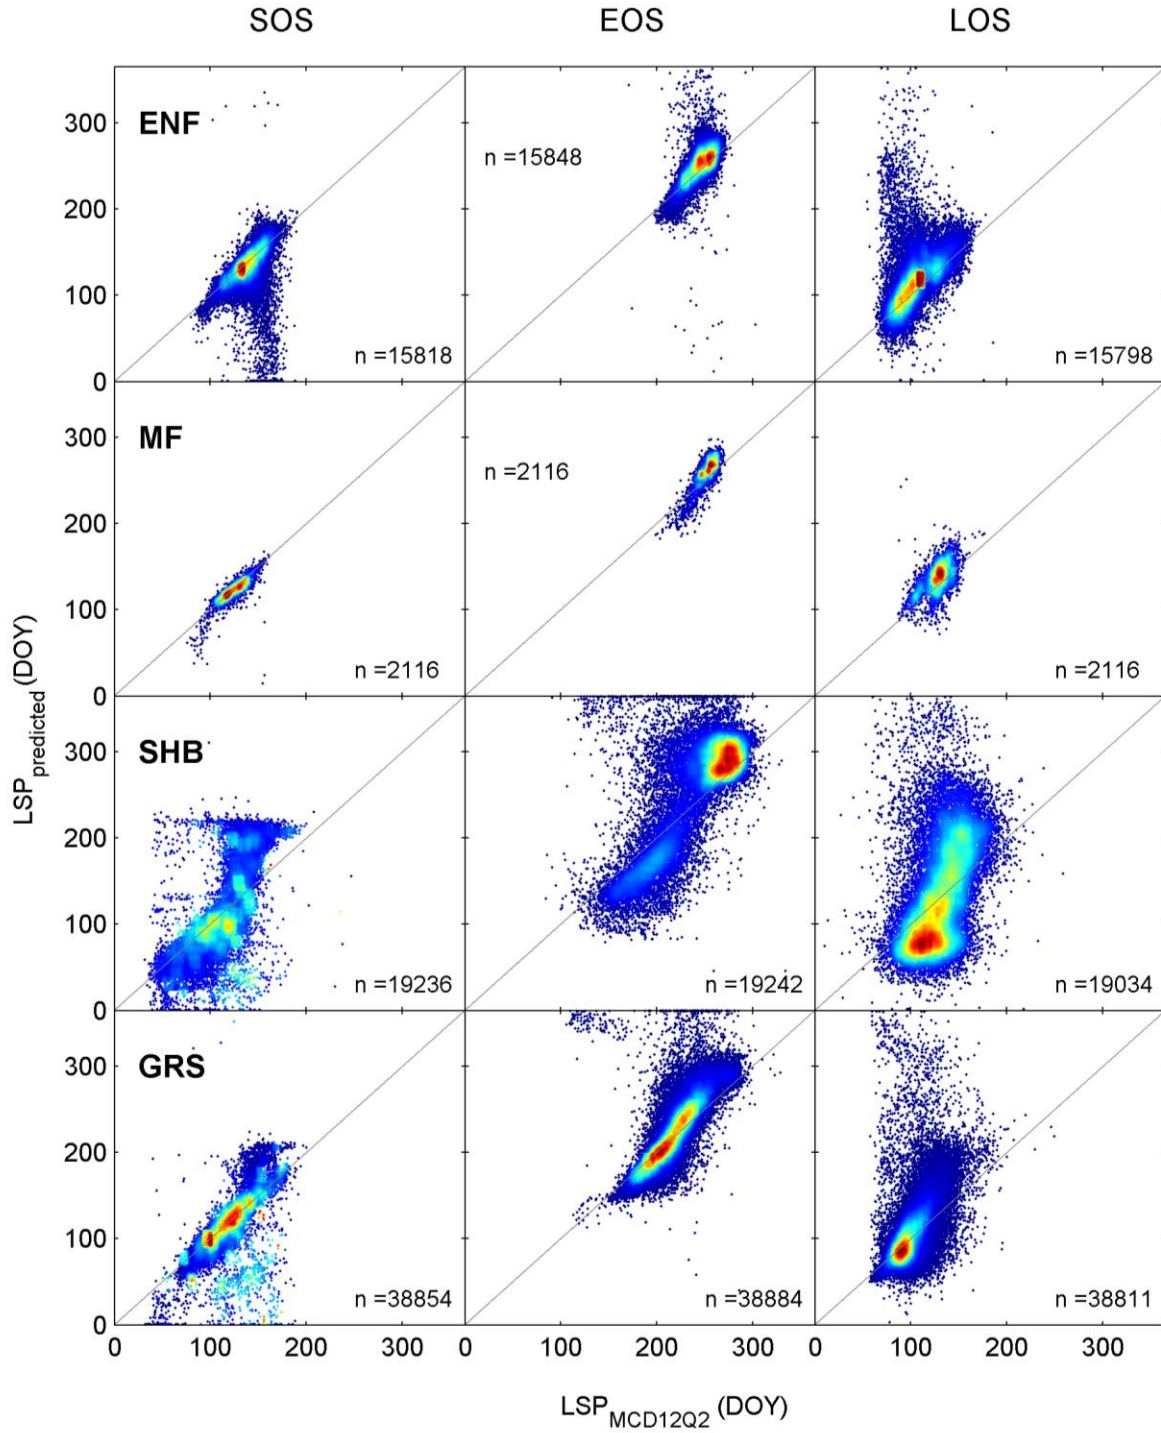 SOS EOS LOS
300 ENF n =15848
200
100
n =15818 n =15798
0
300 MF n =2116
200
100
n =2116 n =2116
0
300 SHB
200
100
n =19236 n =19242 n =19034
0
300 GRS
200
100
n =38854 n =38884 n =38811
0
0 100 200 300 0 100 200 300 0 100 200 300
LSPpredicted (DOY)
LSPMCD12Q2 (DOY)